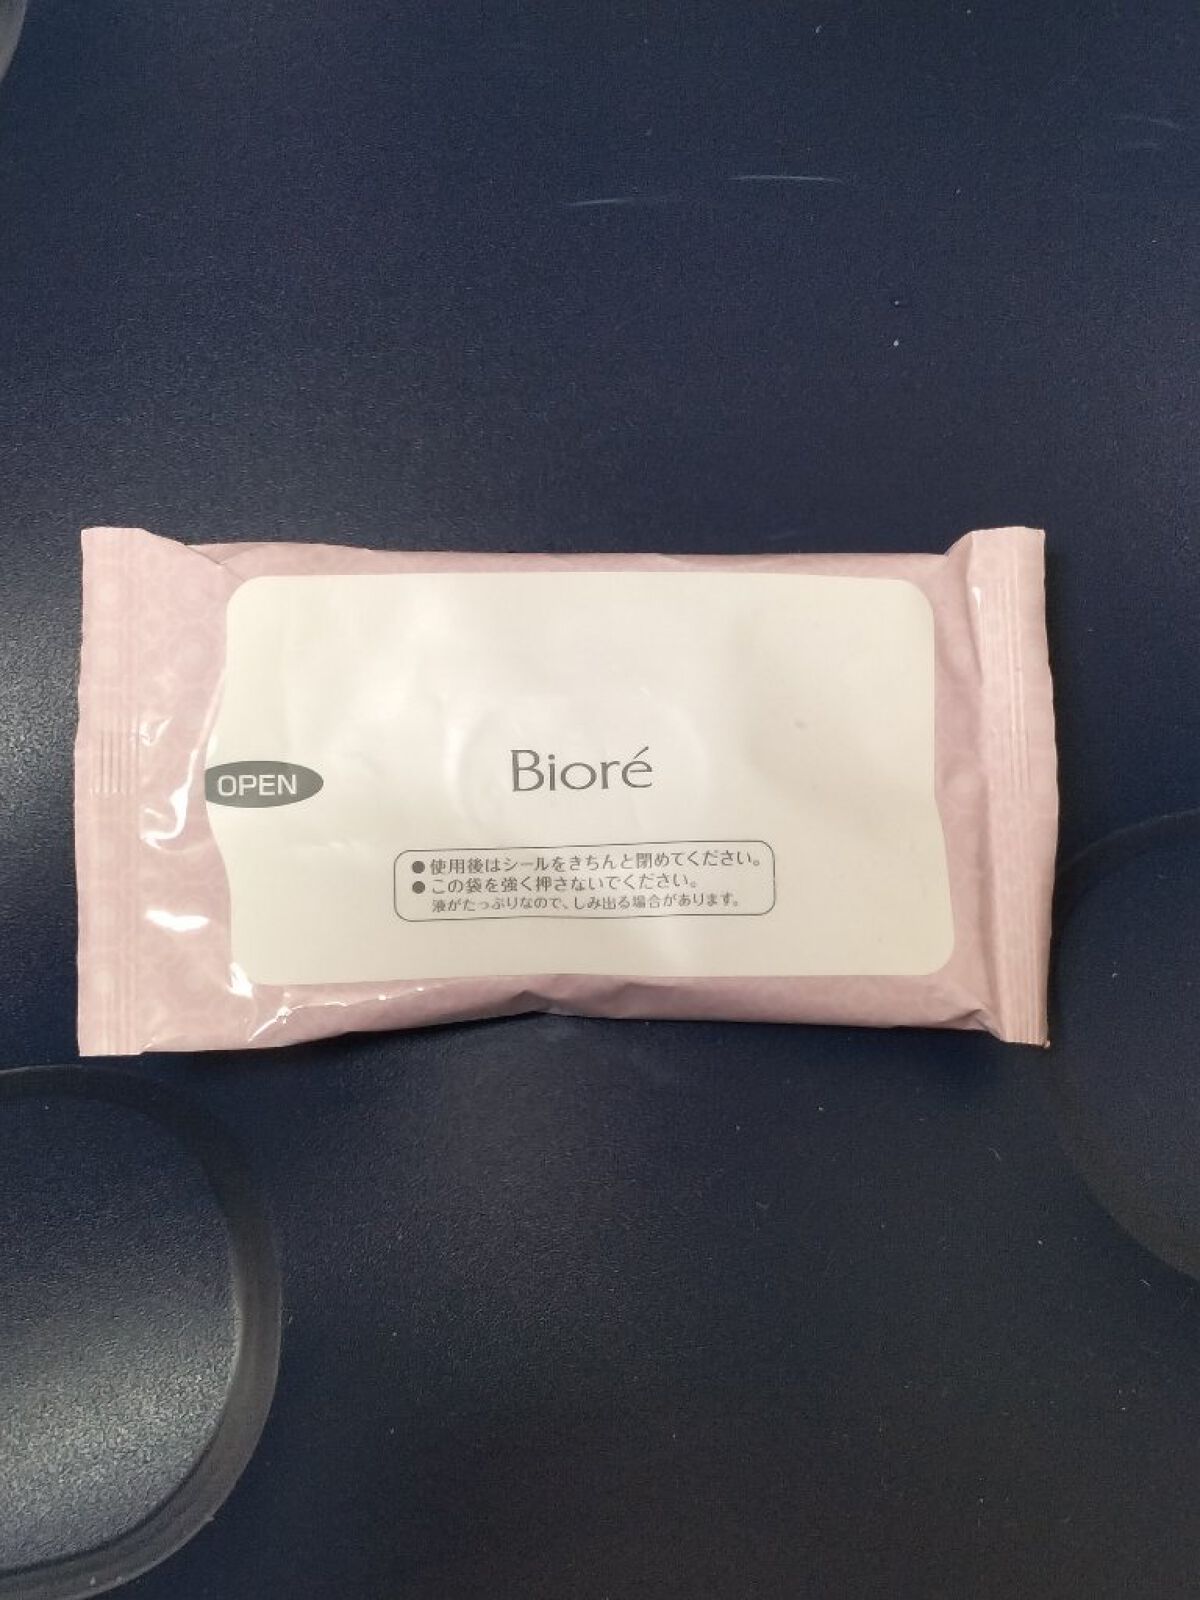 OPEN
Bioré
●使用後はシールをきちんと閉めてください。
●この袋を強く押さないでください。
液がたっぷりなので、しみ出る場合があります。